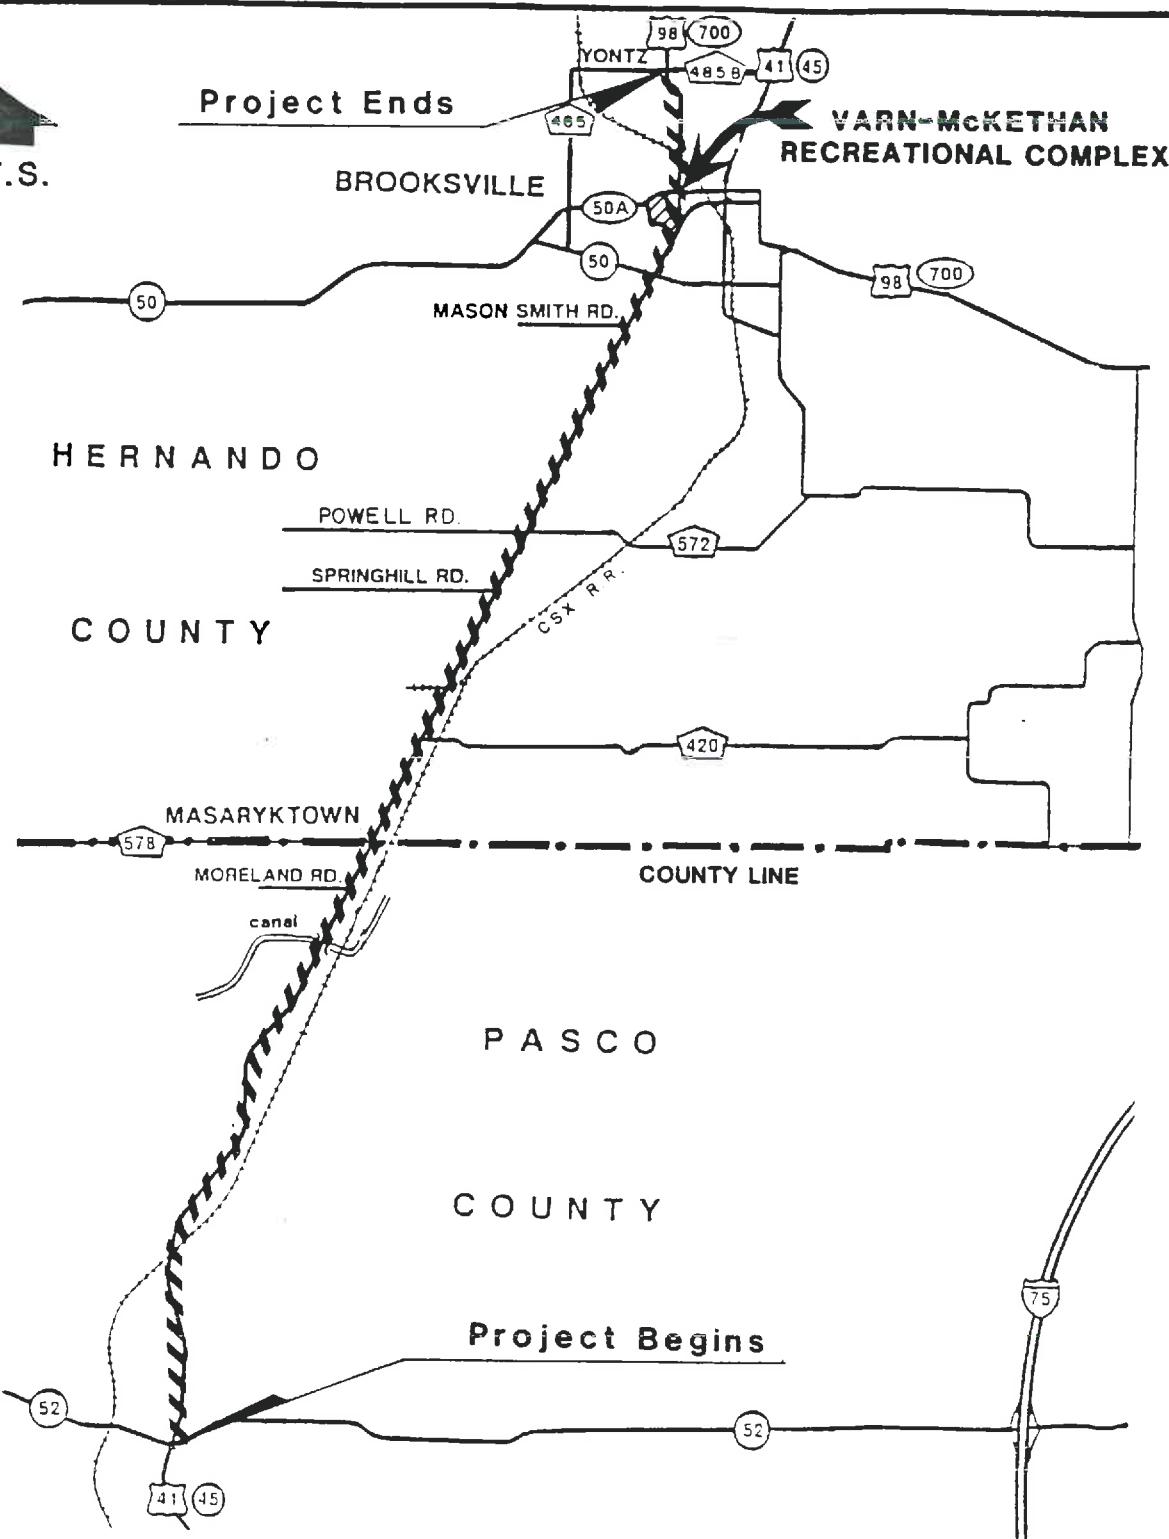 98 700
YONTZ
485B 41 45
Project Ends
465
VARN-McKETHAN
RECREATIONAL COMPLEX
.S.
BROOKSVILLE
50A
50
98 700
50
MASON SMITH RD.
HERNANDO
POWELL RD.
572
SPRINGHILL RD.
CSX R.R.
COUNTY
420
MASARYKTOWN
578
MORELAND RD.
COUNTY LINE
canal
PASCO
COUNTY
75
Project Begins
52
52
41 45